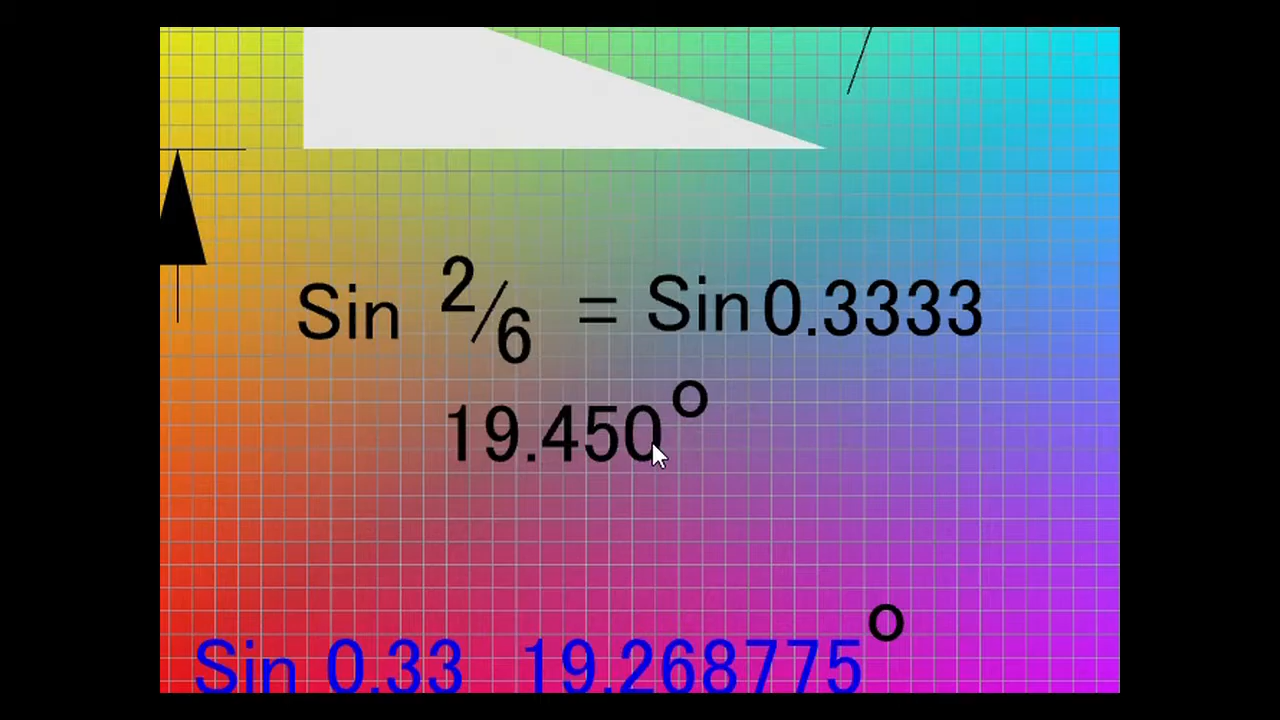 Sin 2/6 = Sin 0.3333
19.450°
Sin 0.33 19.268775°